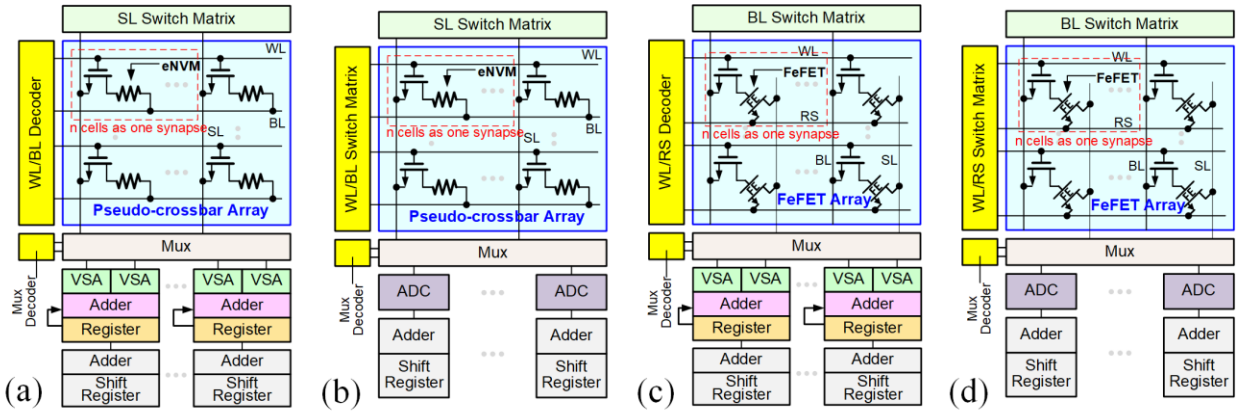 SL Switch Matrix
WL/BL Decoder
WL
eNVM
BL
n cells as one synapse
SL
Pseudo-crossbar Array
Mux
Mux
Decoder
VSA VSA VSA VSA
Adder Adder
Register Register
Adder Adder
Shift Shift
Register Register
(a)
SL Switch Matrix
WL/BL Switch Matrix
WL
eNVM
BL
n cells as one synapse
SL
Pseudo-crossbar Array
Mux
Mux
Decoder
ADC ADC
Adder Adder
Shift Shift
Register Register
(b)
BL Switch Matrix
WL/RS Decoder
WL
FeFET
RS
n cells as one synapse
BL SL
FeFET Array
Mux
Mux
Decoder
VSA VSA VSA VSA
Adder Adder
Register Register
Adder Adder
Shift Shift
Register Register
(c)
BL Switch Matrix
WL/RS Switch Matrix
WL
FeFET
RS
n cells as one synapse
BL SL
FeFET Array
Mux
Mux
Decoder
ADC ADC
Adder Adder
Shift Shift
Register Register
(d)